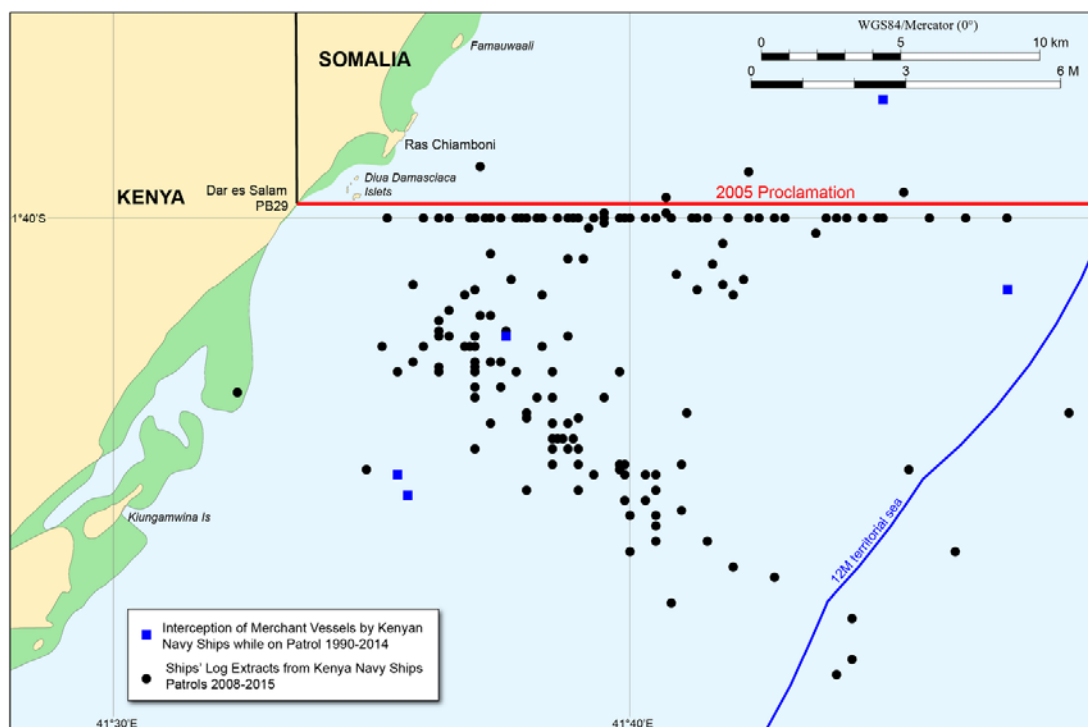 WGS84/Mercator (0°)
0 5 10 km
0 3 6 M
SOMALIA
Famauwaali
Ras Chiamboni
Diua Damasciaca
Islets
KENYA
Dar es Salam
PB29
2005 Proclamation
1°40'S
Kiungamwina Is
12M territorial sea
Interception of Merchant Vessels by Kenyan
Navy Ships while on Patrol 1990-2014
Ships' Log Extracts from Kenya Navy Ships
Patrols 2008-2015
41°30'E
41°40'E